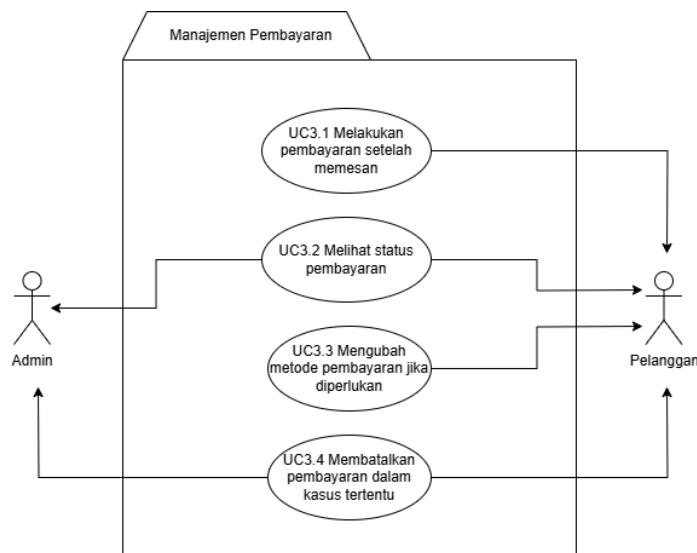 Manajemen Pembayaran
UC3.1 Melakukan
pembayaran setelah
memesan
UC3.2 Melihat status
pembayaran
UC3.3 Mengubah
metode pembayaran jika
diperlukan
UC3.4 Membatalkan
pembayaran dalam
kasus tertentu
Admin
Pelanggan